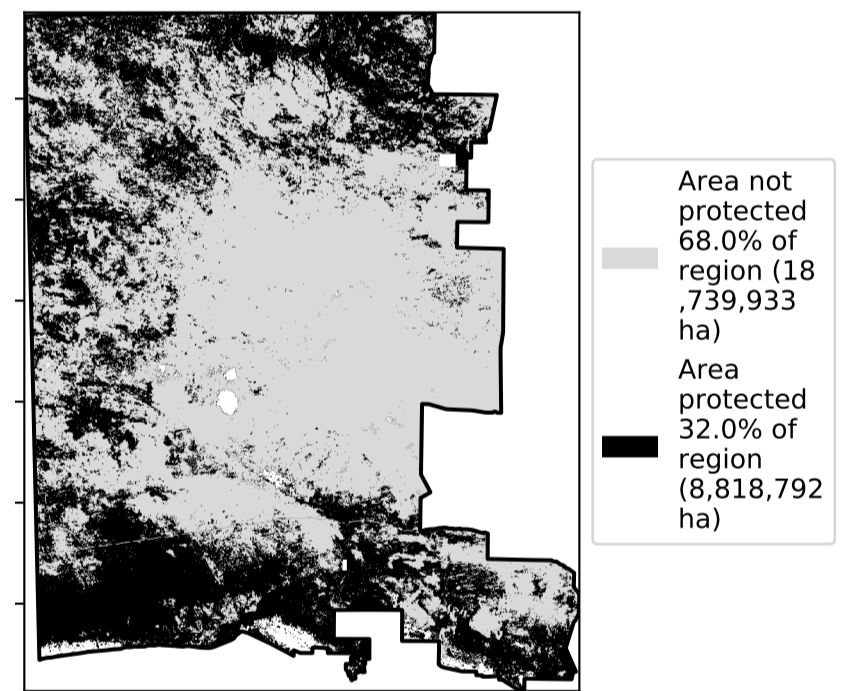 Area not
protected
68.0% of
region (18
,739,933
ha)
Area
protected
32.0% of
region
(8,818,792
ha)